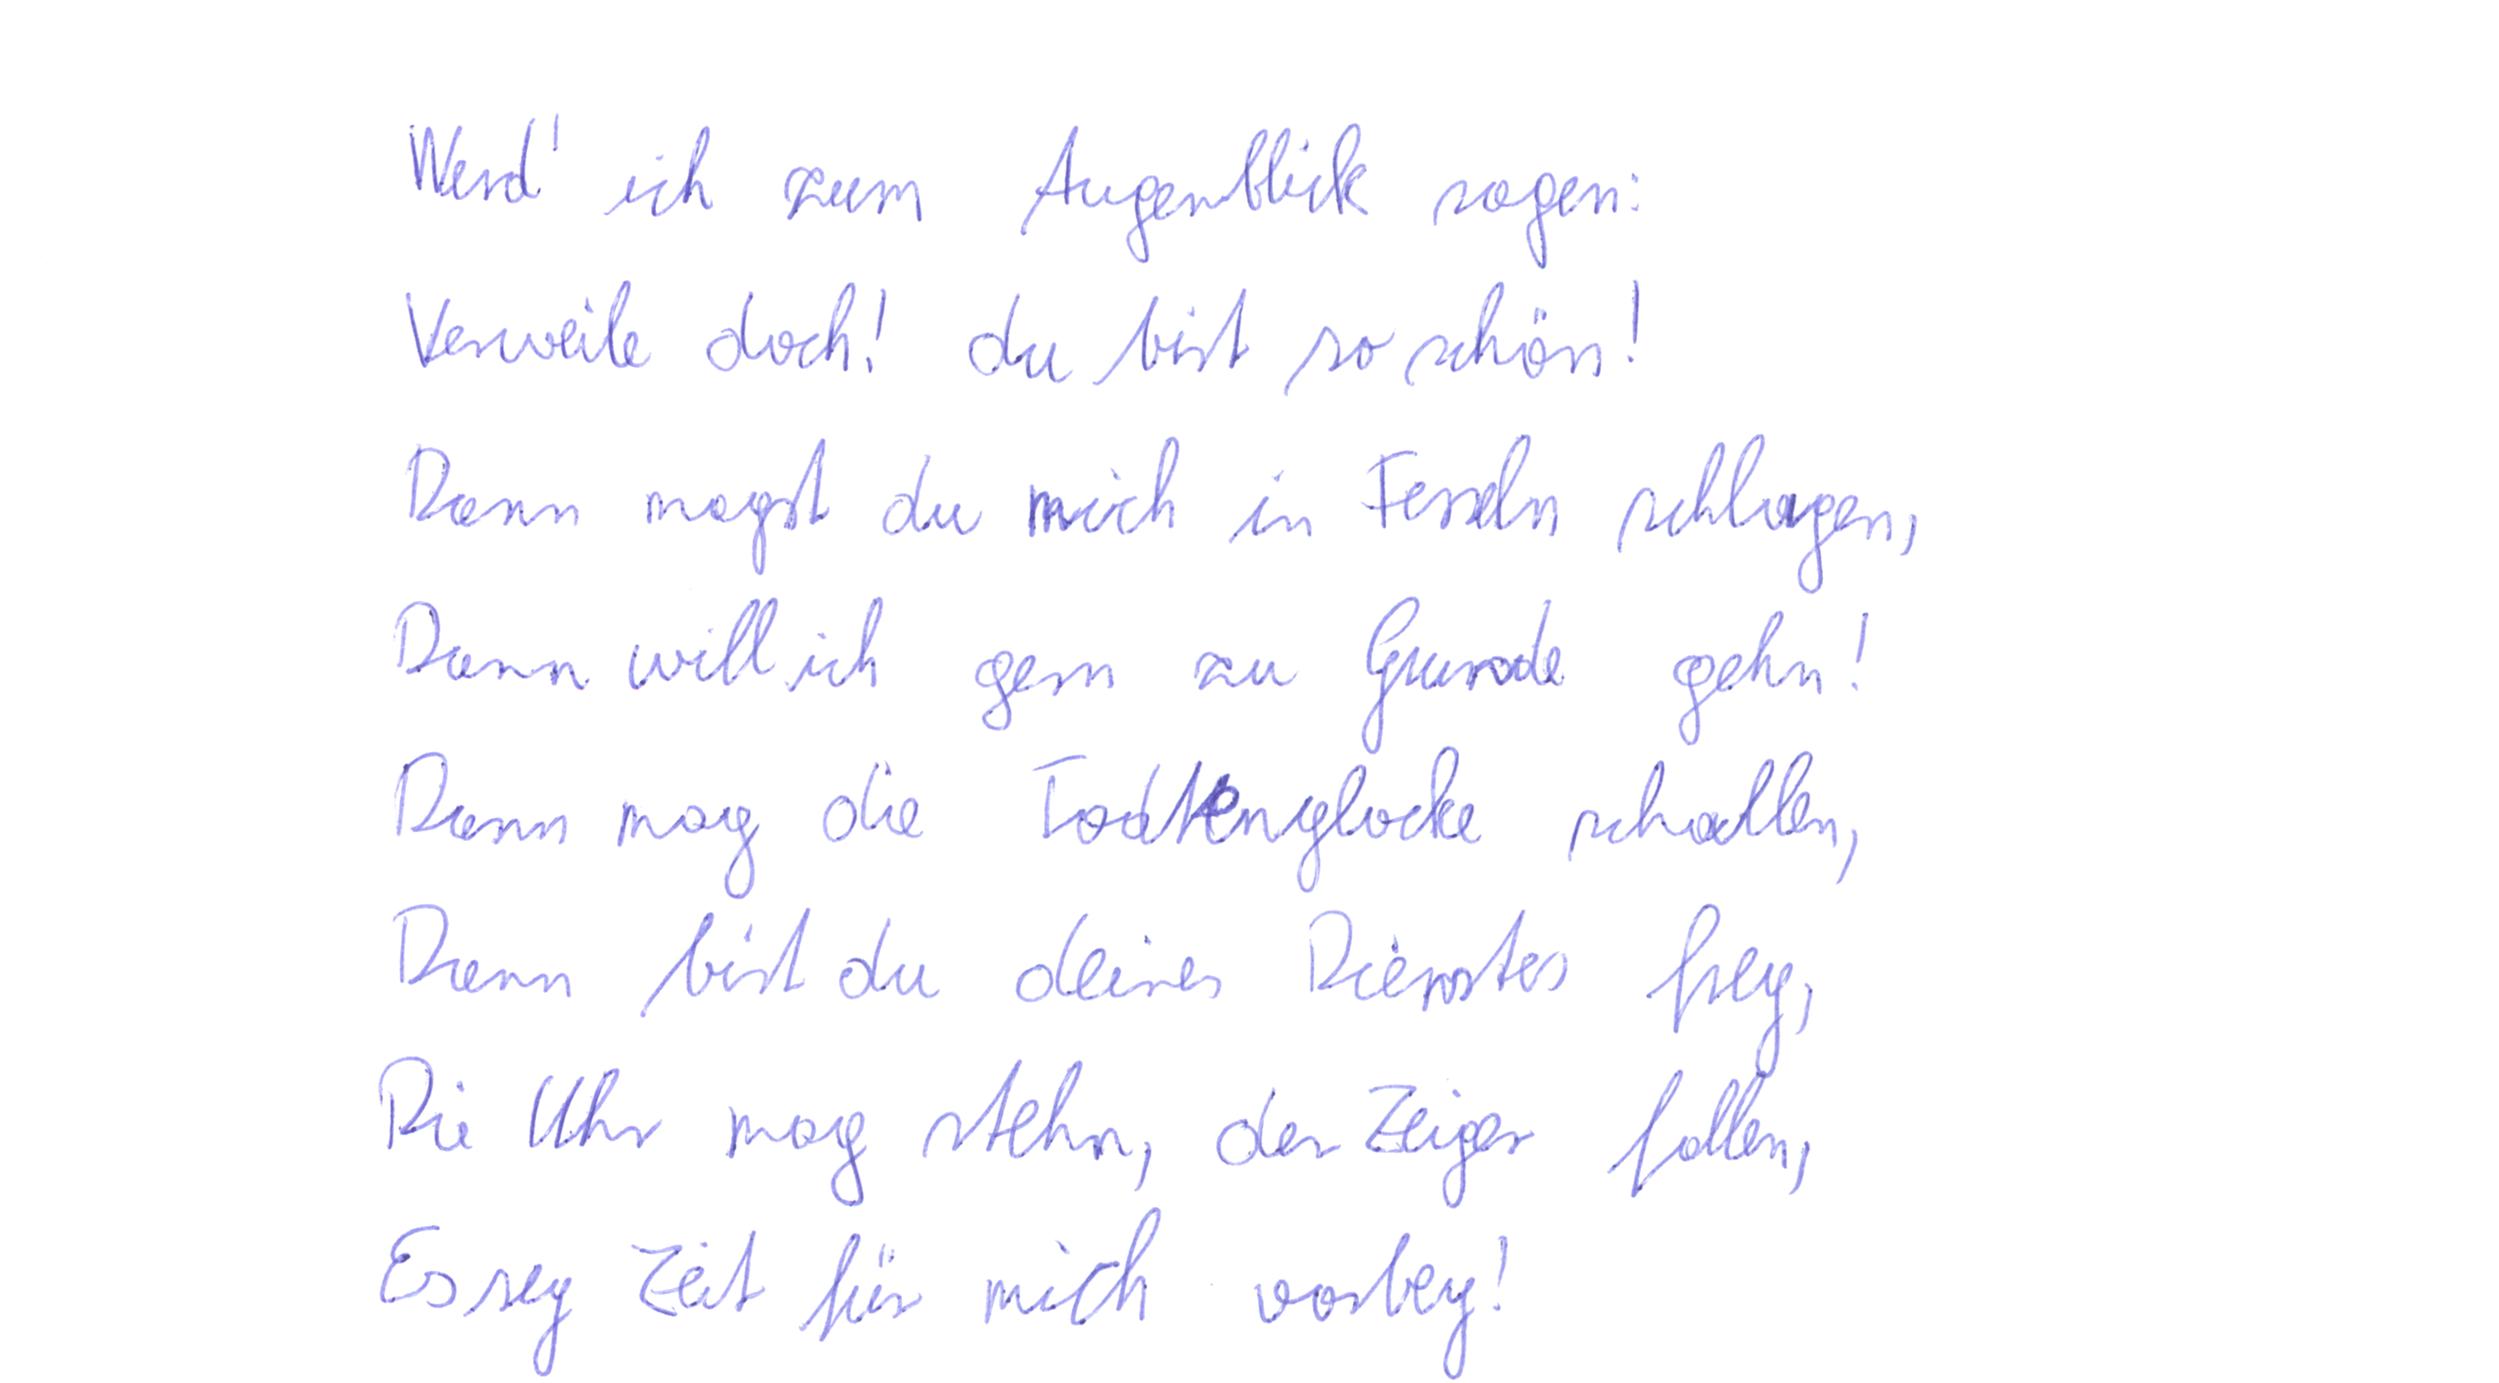 Werd' ich zum Augenblick sagen:
Verweile doch! du bist so schön!
Dann magst du mich in Fesseln schlagen,
Dann will ich gern zu Grunde gehn!
Dann mag die Todtenglocke schallen,
Dann bist du deines Dienstes frey,
Die Uhr mag stehn, der Zeiger fallen,
Es sey Zeit für mich vorbey!